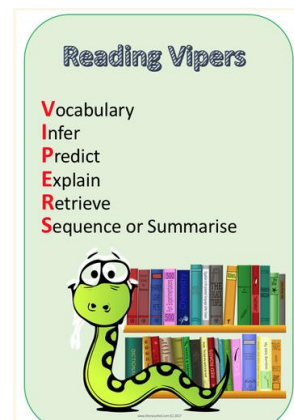 Reading Vipers
Vocabulary
Infer
Predict
Explain
Retrieve
Sequence or Summarise